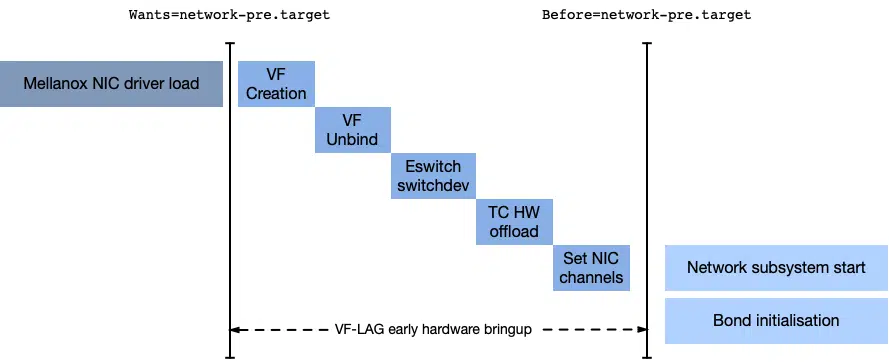 Wants=network-pre.target
Before=network-pre.target
Mellanox NIC driver load
VF
Creation
VF
Unbind
Eswitch
switchdev
TC HW
offload
Set NIC
channels
Network subsystem start
Bond initialisation
VF-LAG early hardware bringup